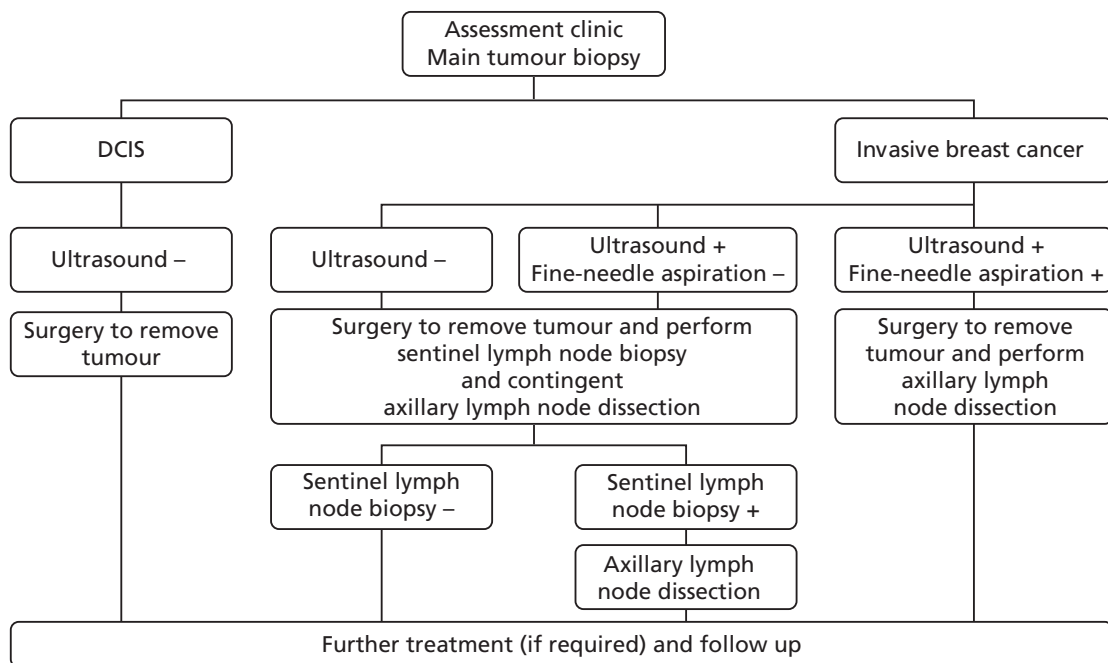 Assessment clinic
Main tumour biopsy
DCIS
Invasive breast cancer
Ultrasound –
Ultrasound –
Ultrasound +
Fine-needle aspiration –
Ultrasound +
Fine-needle aspiration +
Surgery to remove
tumour
Surgery to remove tumour and perform
sentinel lymph node biopsy
and contingent
axillary lymph node dissection
Surgery to remove
tumour and perform
axillary lymph
node dissection
Sentinel lymph
node biopsy –
Sentinel lymph
node biopsy +
Axillary lymph
node dissection
Further treatment (if required) and follow up